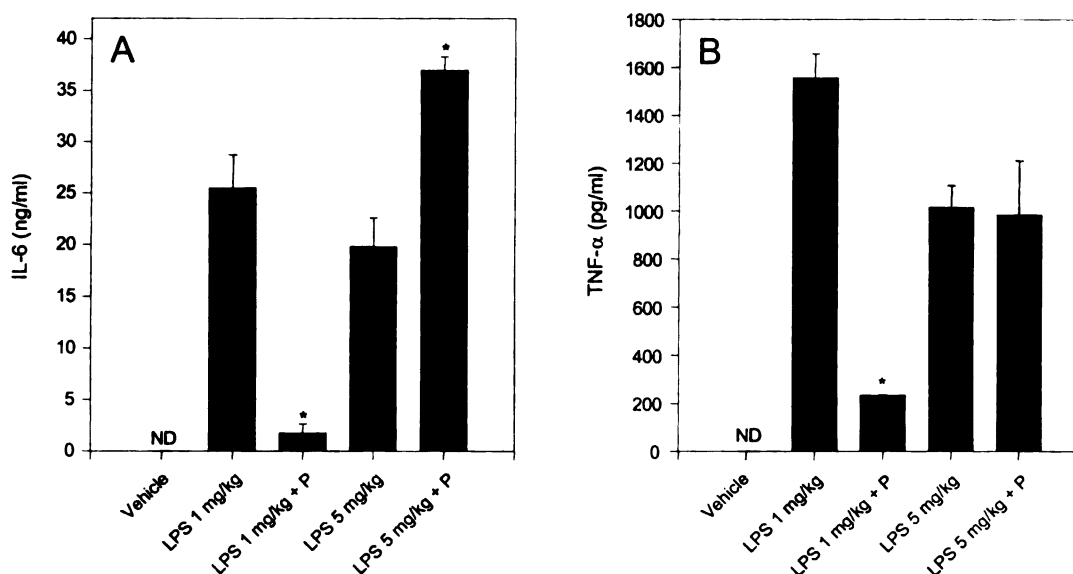 A
IL-6 (ng/ml)
40
35
30
25
20
15
10
5
0
ND
*
*
Vehicle
LPS 1 mg/kg
LPS 1 mg/kg + P
LPS 5 mg/kg
LPS 5 mg/kg + P
B
TNF-α (pg/ml)
1800
1600
1400
1200
1000
800
600
400
200
0
ND
*
Vehicle
LPS 1 mg/kg
LPS 1 mg/kg + P
LPS 5 mg/kg
LPS 5 mg/kg + P